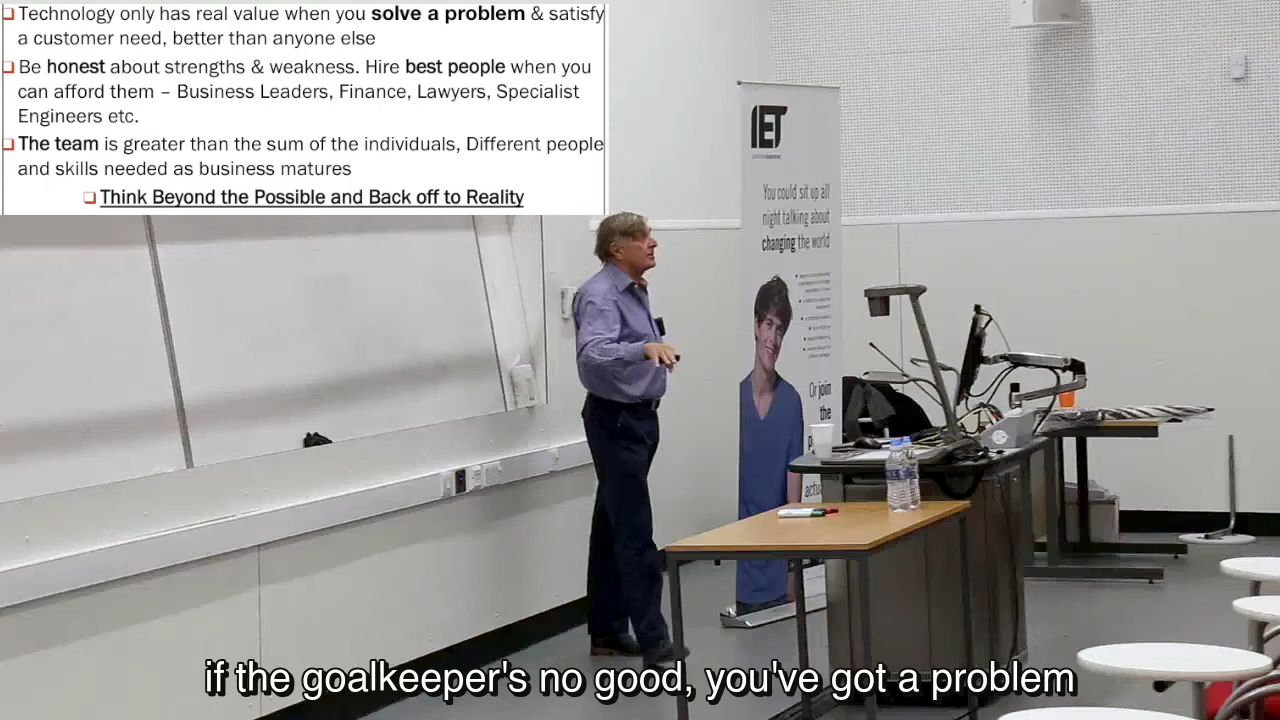 Technology only has real value when you solve a problem & satisfy
a customer need, better than anyone else
Be honest about strengths & weakness. Hire best people when you
can afford them – Business Leaders, Finance, Lawyers, Specialist
Engineers etc.
The team is greater than the sum of the individuals, Different people
and skills needed as business matures
Think Beyond the Possible and Back off to Reality
IET
You could sit up all
night talking about
changing the world
Or join
the
actu
if the goalkeeper's no good, you've got a problem